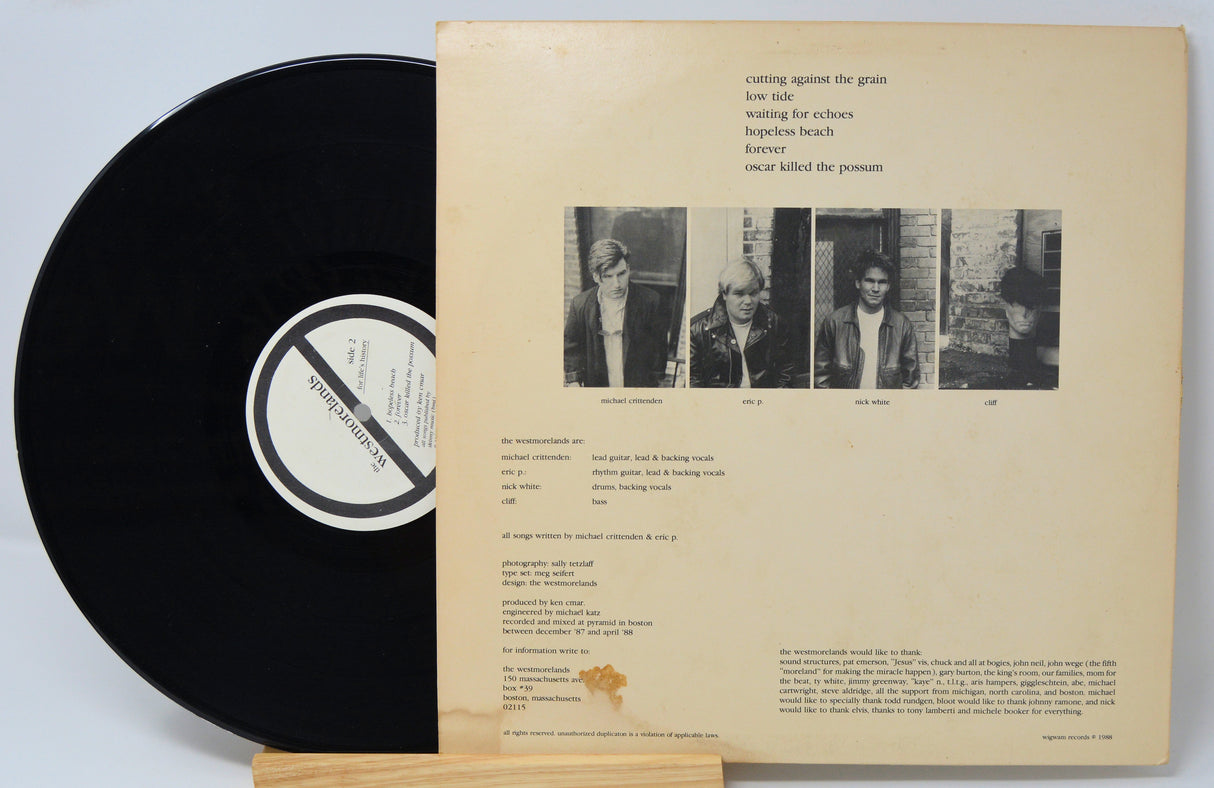 cutting against the grain
low tide
waiting for echoes
hopeless beach
forever
oscar killed the possum
michael crittenden
eric p.
nick white
cliff
the westmorelands are:
michael crittenden: lead guitar, lead & backing vocals
eric p.: rhythm guitar, lead & backing vocals
nick white: drums, backing vocals
cliff: bass
all songs written by michael crittenden & eric p.
photography: sally tetzlaff
type set: meg seifert
design: the westmorelands
produced by ken cmar.
engineered by michael katz
recorded and mixed at pyramid in boston
between december '87 and april '88
for information write to:
the westmorelands
150 massachusetts ave.
box #39
boston, massachusetts
02115
all rights reserved. unauthorized duplicaton is a violation of applicable laws.
the westmorelands would like to thank:
sound structures, pat emerson, "Jesus" vis, chuck and all at bogies, john neil, john wege (the fifth
"moreland" for making the miracle happen), gary burton, the king's room, our families, mom for
the beat, ty white, jimmy greenway, "kaye" n., t.l.t.g., aris hampers, giggleschtein, abe, michael
cartwright, steve aldridge, all the support from michigan, north carolina, and boston. michael
would like to specially thank todd rundgen, bloot would like to thank johnny ramone, and nick
would like to thank elvis, thanks to tony lamberti and michele booker for everything.
wigwam records ℗ 1988
the
westmorelands
side 2
for life's history
1. hopeless beach
2. forever
3. oscar killed the possum
produced by: ken cmar
all songs published by